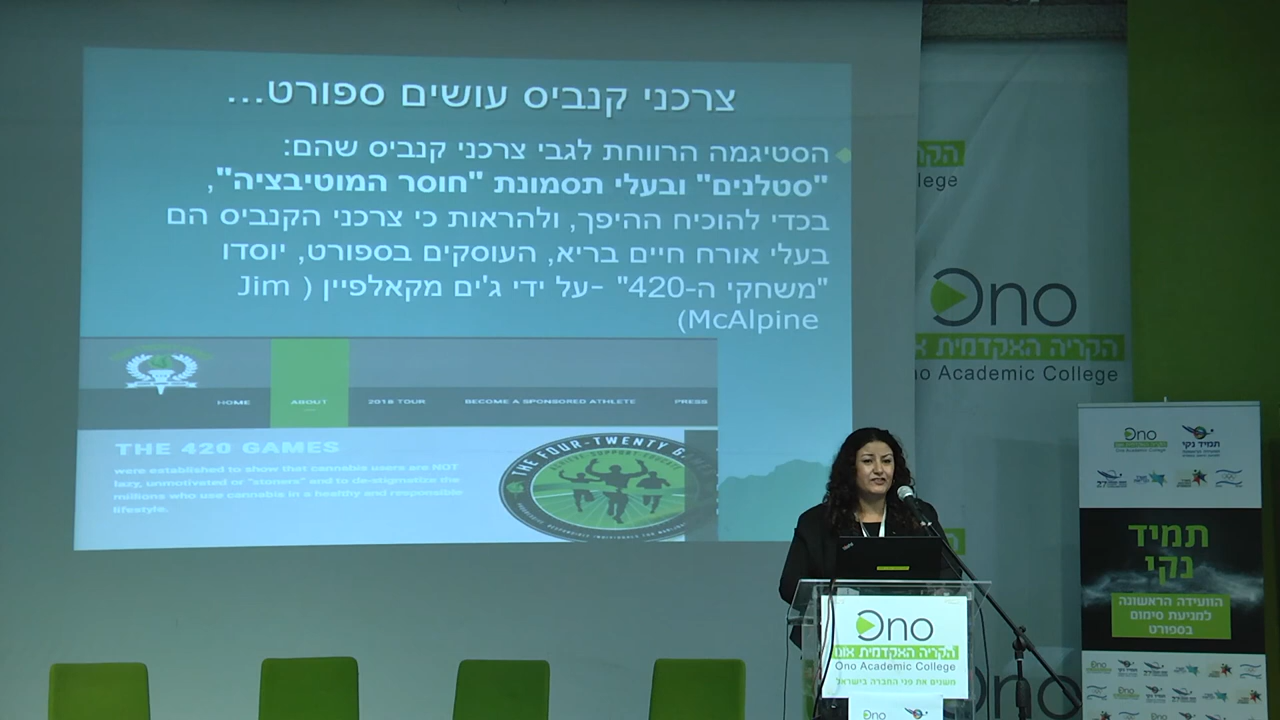 צרכני קנביס עושים ספורט...
הסטיגמה הרווחת לגבי צרכני קנביס שהם:
"סטלנים" ובעלי תסמונת "חוסר המוטיבציה",
בכדי להוכיח ההיפך, ולהראות כי צרכני הקנביס הם
בעלי אורח חיים בריא, העוסקים בספורט, יוסדו
"משחקי ה-420" -על ידי ג'ים מקאלפיין ( Jim
McAlpine)
HOME
ABOUT
2018 TOUR
BECOME A SPONSORED ATHLETE
PRESS
THE 420 GAMES
were established to show that cannabis users are NOT
lazy, unmotivated or "stoners" and to de-stigmatize the
millions who use cannabis in a healthy and responsible
lifestyle.
THE FOUR-TWENTY G
Ono
הקריה האקדמית או
Ono Academic College
Ono
הקריה האקדמית אונו
Ono Academic College
משנים את פני החברה בישראל
Ono
Ono
תמיד נקי
תמיד
נקי
הוועידה הראשונה
למניעת סימום
בספורט
Ono